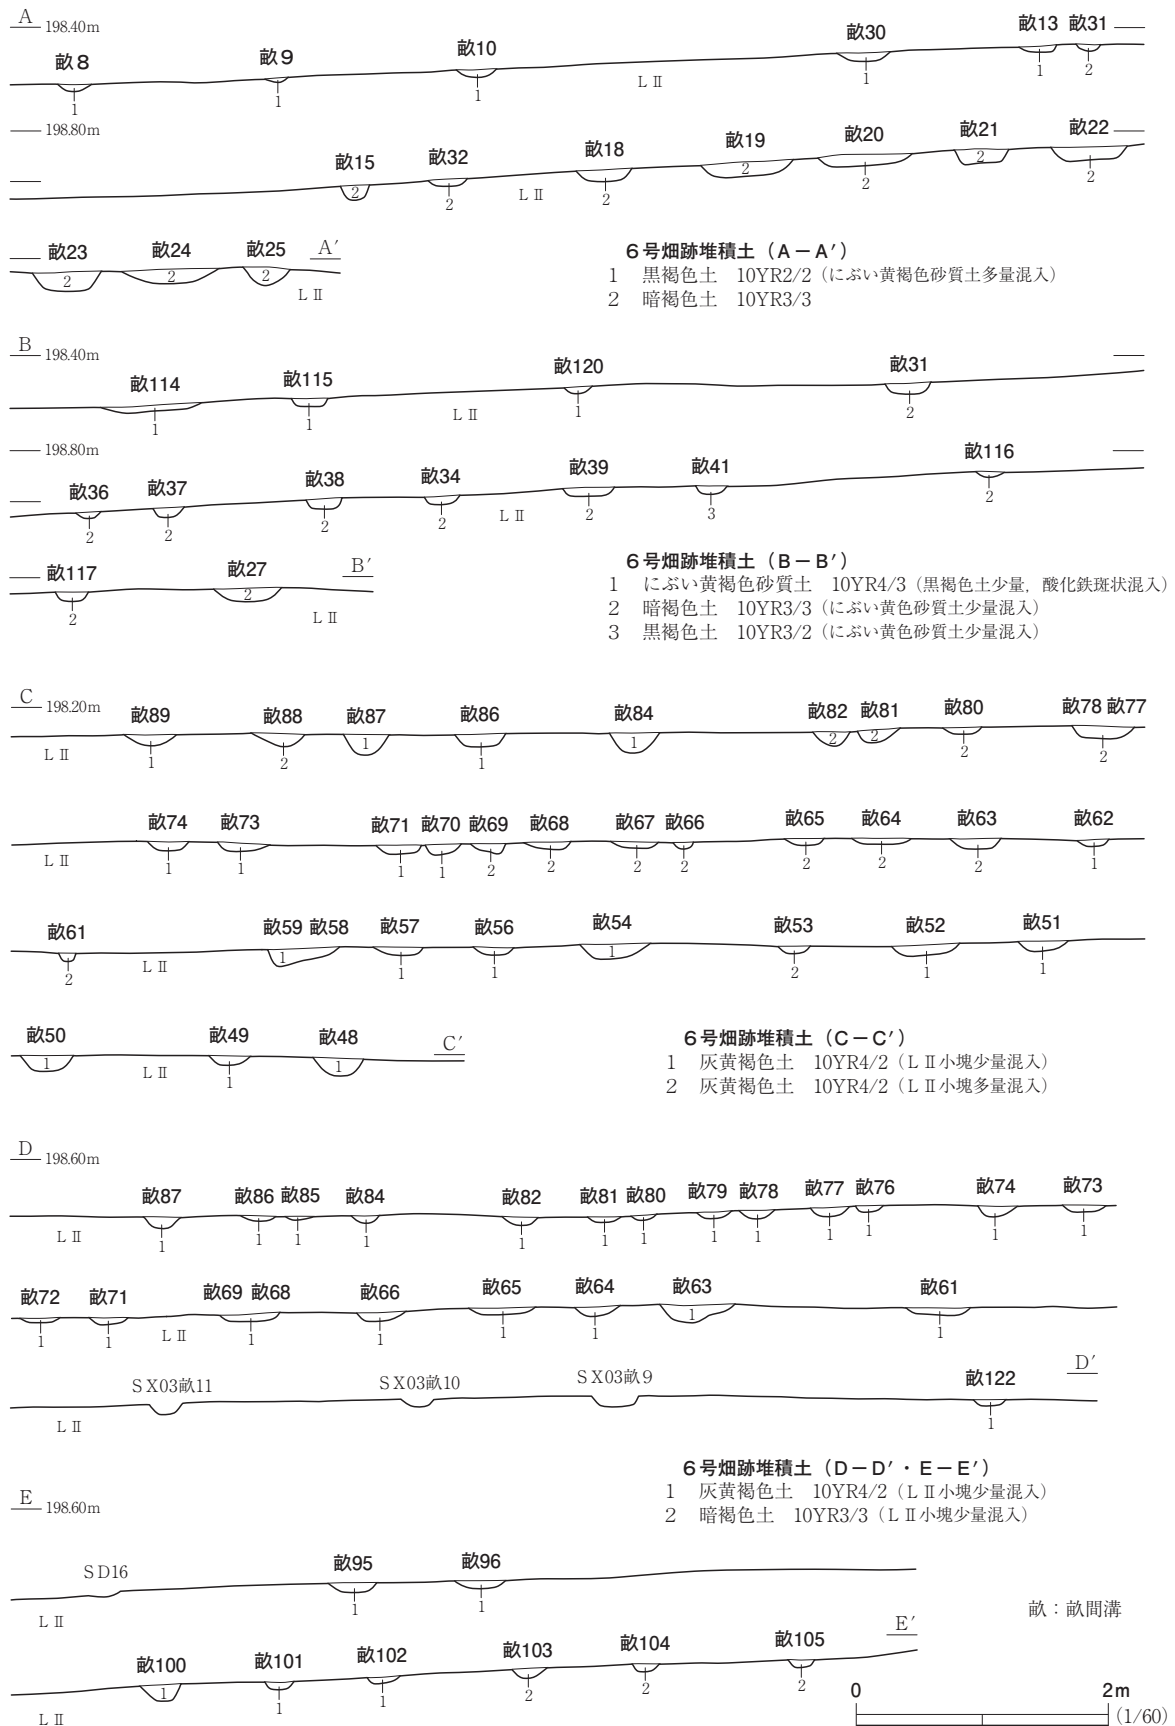 A
198.40m
畝8 畝9 畝10 畝30 畝13 畝31
1 1 1 LⅡ 1 1 2
198.80m
畝15 畝32 畝18 畝19 畝20 畝21 畝22
2 2 LⅡ 2 2 2 2 2
畝23 畝24 畝25 A′
2 2 2 LⅡ
6号畑跡堆積土（A－A′）
1 黒褐色土 10YR2/2（にぶい黄褐色砂質土多量混入）
2 暗褐色土 10YR3/3
B
198.40m
畝114 畝115 畝120 畝31
1 1 LⅡ 1 2
198.80m
畝36 畝37 畝38 畝34 畝39 畝41 畝116
2 2 2 2 LⅡ 2 3 2
畝117 畝27 B′
2 2 LⅡ
6号畑跡堆積土（B－B′）
1 にぶい黄褐色砂質土 10YR4/3（黒褐色土少量，酸化鉄斑状混入）
2 暗褐色土 10YR3/3（にぶい黄色砂質土少量混入）
3 黒褐色土 10YR3/2（にぶい黄色砂質土少量混入）
C
198.20m
畝89 畝88 畝87 畝86 畝84 畝82 畝81 畝80 畝78 畝77
LⅡ 1 2 1 1 1 2 2 2 2
畝74 畝73 畝71 畝70 畝69 畝68 畝67 畝66 畝65 畝64 畝63 畝62
LⅡ 1 1 1 1 2 2 2 2 2 2 2 1
畝61 畝59 畝58 畝57 畝56 畝54 畝53 畝52 畝51
2 LⅡ 1 1 1 1 2 1 1
畝50 畝49 畝48 C′
1 LⅡ 1 1
6号畑跡堆積土（C－C′）
1 灰黄褐色土 10YR4/2（LⅡ小塊少量混入）
2 灰黄褐色土 10YR4/2（LⅡ小塊多量混入）
D
198.60m
畝87 畝86 畝85 畝84 畝82 畝81 畝80 畝79 畝78 畝77 畝76 畝74 畝73
LⅡ 1 1 1 1 1 1 1 1 1 1 1 1 1
畝72 畝71 畝69 畝68 畝66 畝65 畝64 畝63 畝61
1 1 LⅡ 1 1 1 1 1 1
SX03畝11 SX03畝10 SX03畝9 畝122 D′
LⅡ 1
6号畑跡堆積土（D－D′・E－E′）
1 灰黄褐色土 10YR4/2（LⅡ小塊少量混入）
2 暗褐色土 10YR3/3（LⅡ小塊少量混入）
E
198.60m
SD16 畝95 畝96
LⅡ 1 1
畝：畝間溝
畝100 畝101 畝102 畝103 畝104 畝105 E′
LⅡ 1 1 1 2 2 2
0 2m
(1/60)